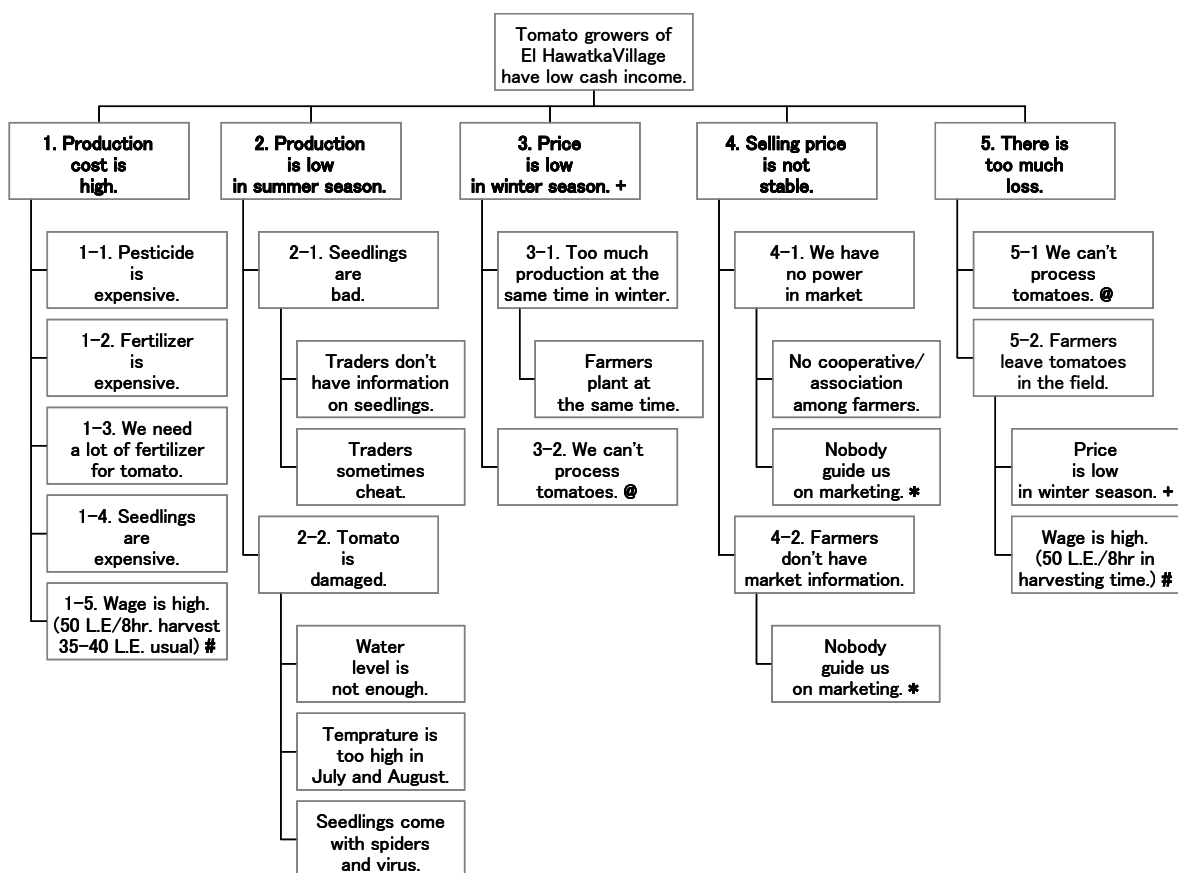 Tomato growers of
El HawatkaVillage
have low cash income.
1. Production
cost is
high.
1-1. Pesticide
is
expensive.
1-2. Fertilizer
is
expensive.
1-3. We need
a lot of fertilizer
for tomato.
1-4. Seedlings
are
expensive.
1-5. Wage is high.
(50 L.E/8hr. harvest
35-40 L.E. usual) #
2. Production
is low
in summer season.
2-1. Seedlings
are
bad.
Traders don't
have information
on seedlings.
Traders
sometimes
cheat.
2-2. Tomato
is
damaged.
Water
level is
not enough.
Temprature is
too high in
July and August.
Seedlings come
with spiders
and virus.
3. Price
is low
in winter season. +
3-1. Too much
production at the
same time in winter.
Farmers
plant at
the same time.
3-2. We can't
process
tomatoes. @
4. Selling price
is not
stable.
4-1. We have
no power
in market
No cooperative/
association
among farmers.
Nobody
guide us
on marketing. *
4-2. Farmers
don't have
market information.
Nobody
guide us
on marketing. *
5. There is
too much
loss.
5-1 We can't
process
tomatoes. @
5-2. Farmers
leave tomatoes
in the field.
Price
is low
in winter season. +
Wage is high.
(50 L.E./8hr in
harvesting time.) #